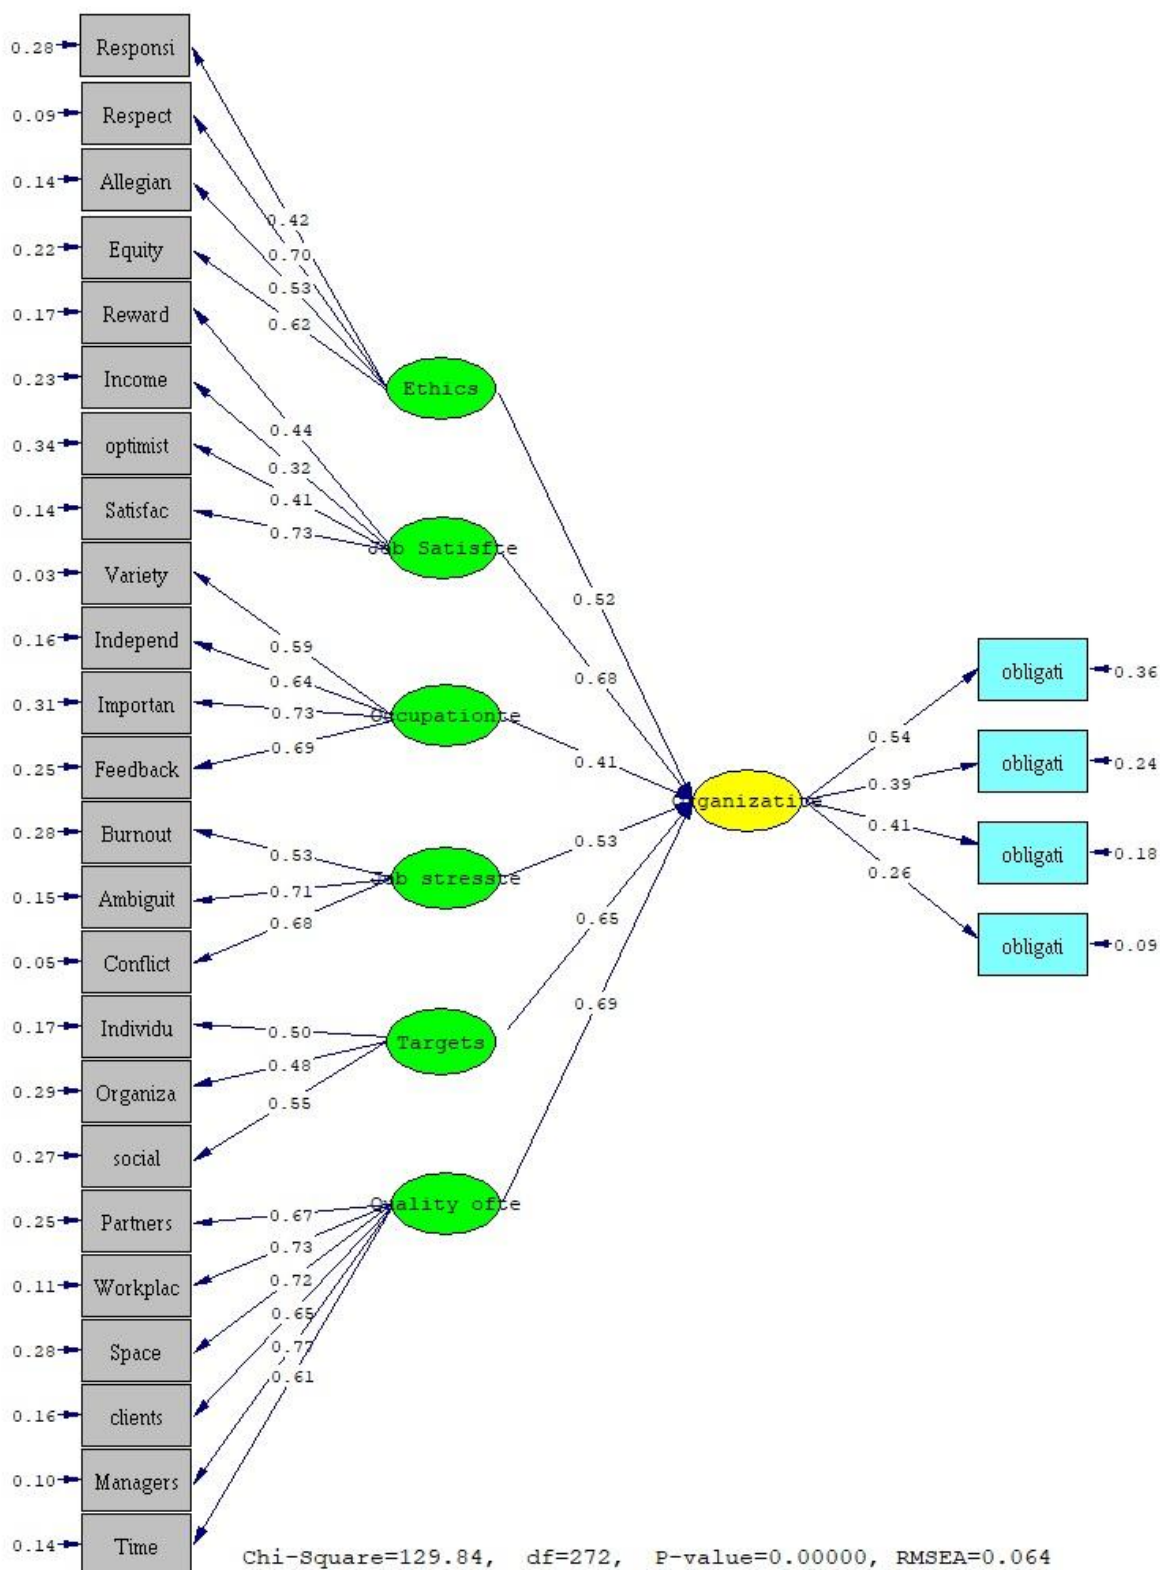 0.28 Responsi
0.09 Respect
0.14 Allegian
0.42
0.22 Equity
0.70
0.53
0.17 Reward
0.62
0.23 Income
Ethics
0.34 optimist
0.44
0.32
0.41
0.14 Satisfac
0.73
Job Satisfte
0.03 Variety
0.52
0.16 Independ
0.59
0.64
0.68
0.31 Importan
0.73
Occupationte
0.69
0.41
0.25 Feedback
Organizatine
0.28 Burnout
0.53
0.53
Job stresste
0.15 Ambiguit
0.71
0.68
0.65
0.05 Conflict
0.69
0.17 Individu
0.50
Targets
0.48
0.29 Organiza
0.55
0.27 social
Quality ofte
0.25 Partners
0.67
0.73
0.11 Workplac
0.72
0.65
0.28 Space
0.77
0.61
0.16 clients
0.10 Managers
0.14 Time
0.54
obligati 0.36
0.39
obligati 0.24
0.41
obligati 0.18
0.26
obligati 0.09
Chi-Square=129.84, df=272, P-value=0.00000, RMSEA=0.064